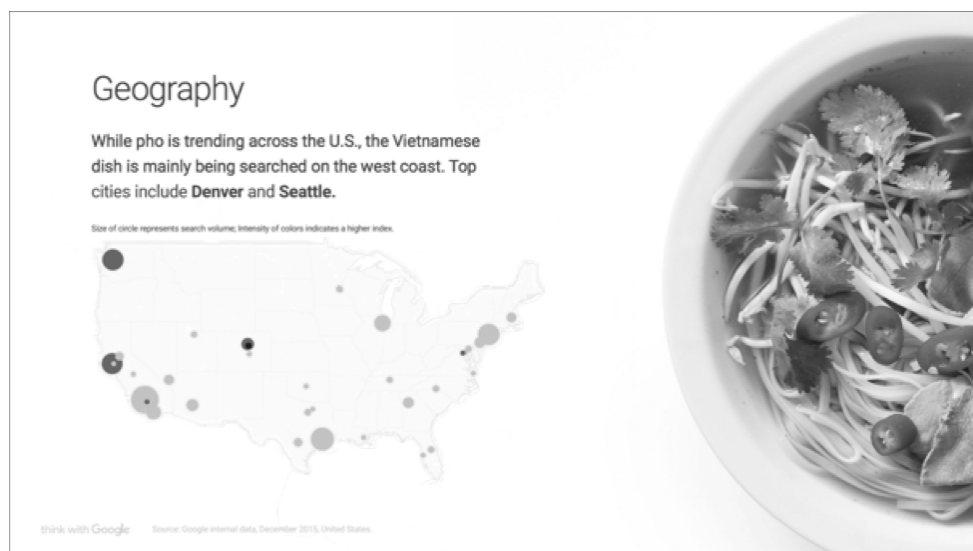 Geography
While pho is trending across the U.S., the Vietnamese
dish is mainly being searched on the west coast. Top
cities include Denver and Seattle.
Size of circle represents search volume; Intensity of colors indicates a higher index.
think with Google
Source: Google internal data, December 2015, United States.